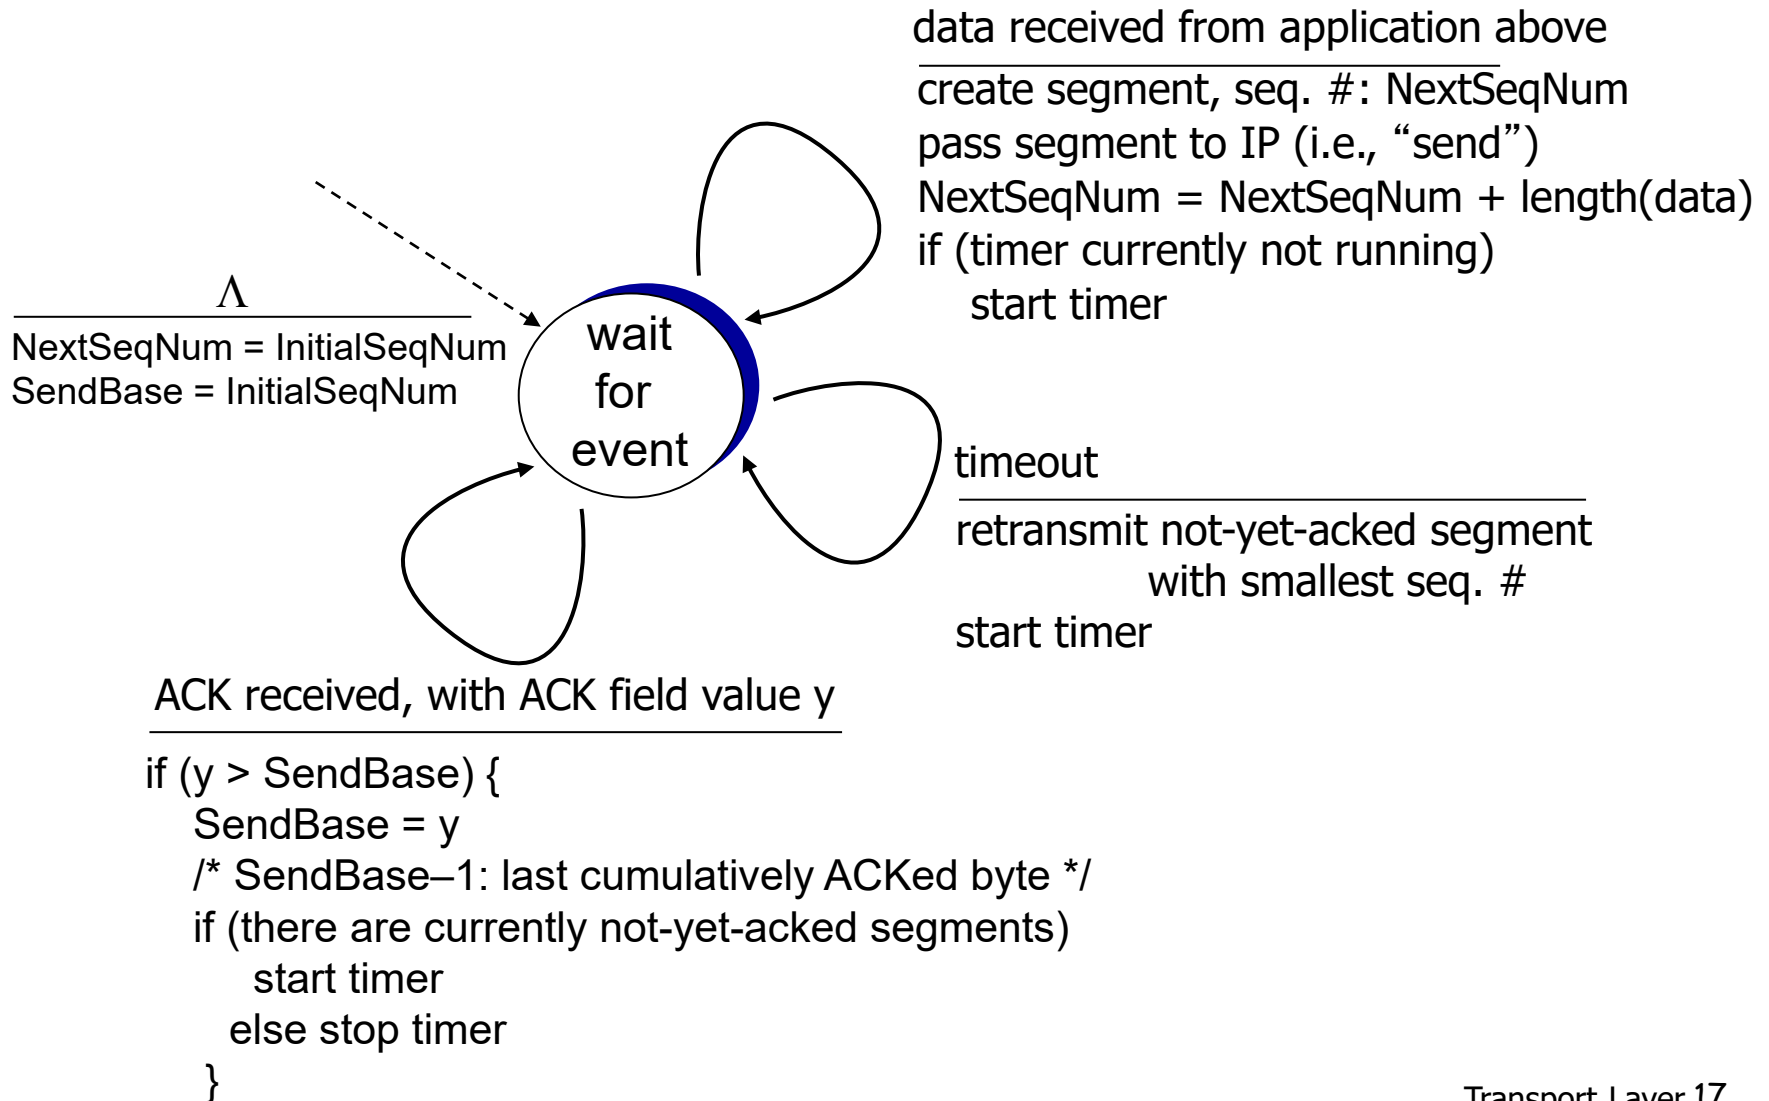 data received from application above
create segment, seq. #: NextSeqNum
pass segment to IP (i.e., “send”)
NextSeqNum = NextSeqNum + length(data)
if (timer currently not running)
start timer
Λ
NextSeqNum = InitialSeqNum
SendBase = InitialSeqNum
wait
for
event
timeout
retransmit not-yet-acked segment
with smallest seq. #
start timer
ACK received, with ACK field value y
if (y > SendBase) {
SendBase = y
/* SendBase–1: last cumulatively ACKed byte */
if (there are currently not-yet-acked segments)
start timer
else stop timer
}
Transport Layer 17